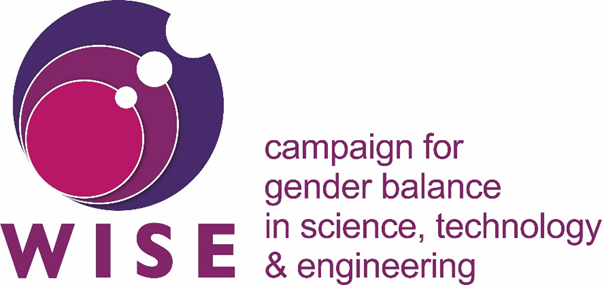 WISE
campaign for
gender balance
in science, technology
& engineering